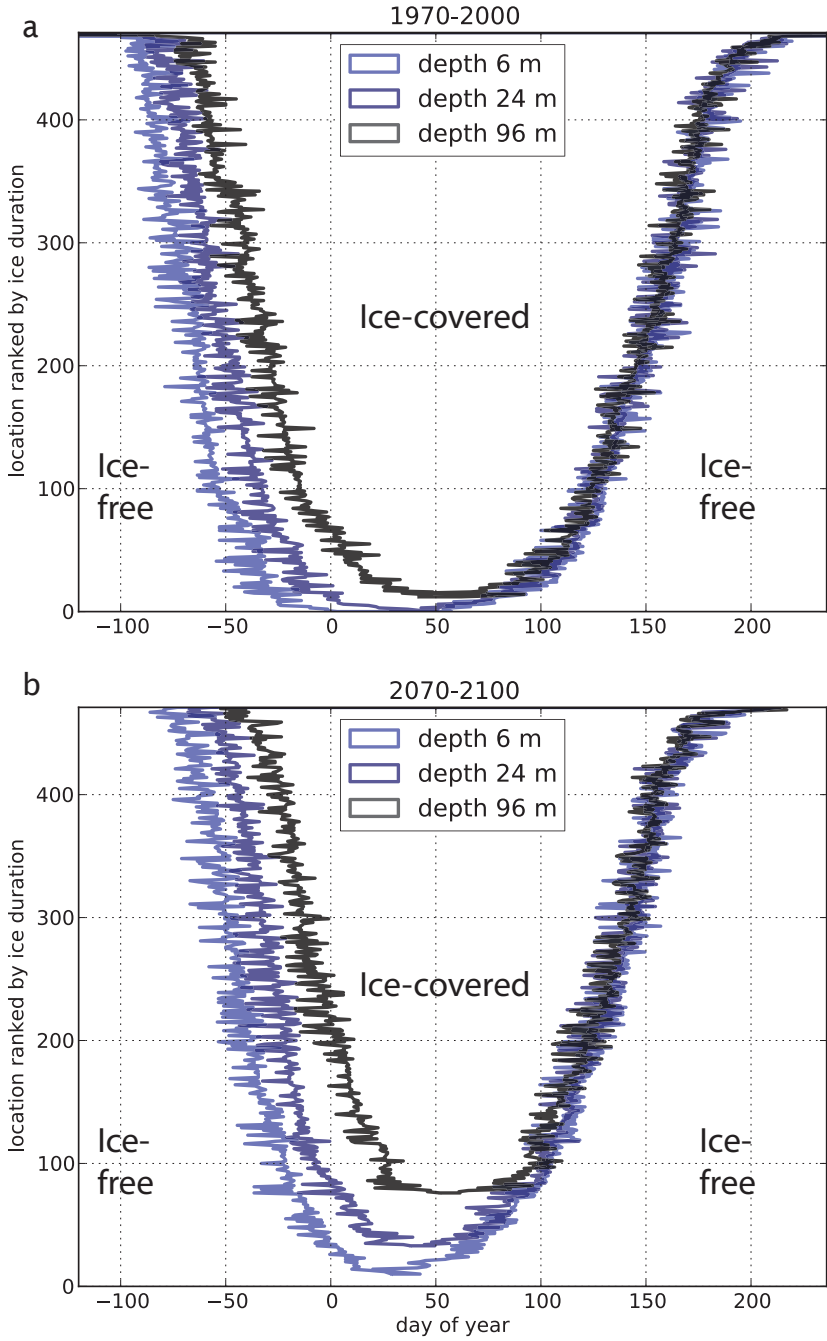 a
1970-2000
depth 6 m
depth 24 m
depth 96 m
400
300
200
100
0
location ranked by ice duration
Ice-covered
Ice-
free
Ice-
free
−100
−50
0
50
100
150
200
b
2070-2100
depth 6 m
depth 24 m
depth 96 m
400
300
200
100
0
location ranked by ice duration
Ice-covered
Ice-
free
Ice-
free
−100
−50
0
50
100
150
200
day of year